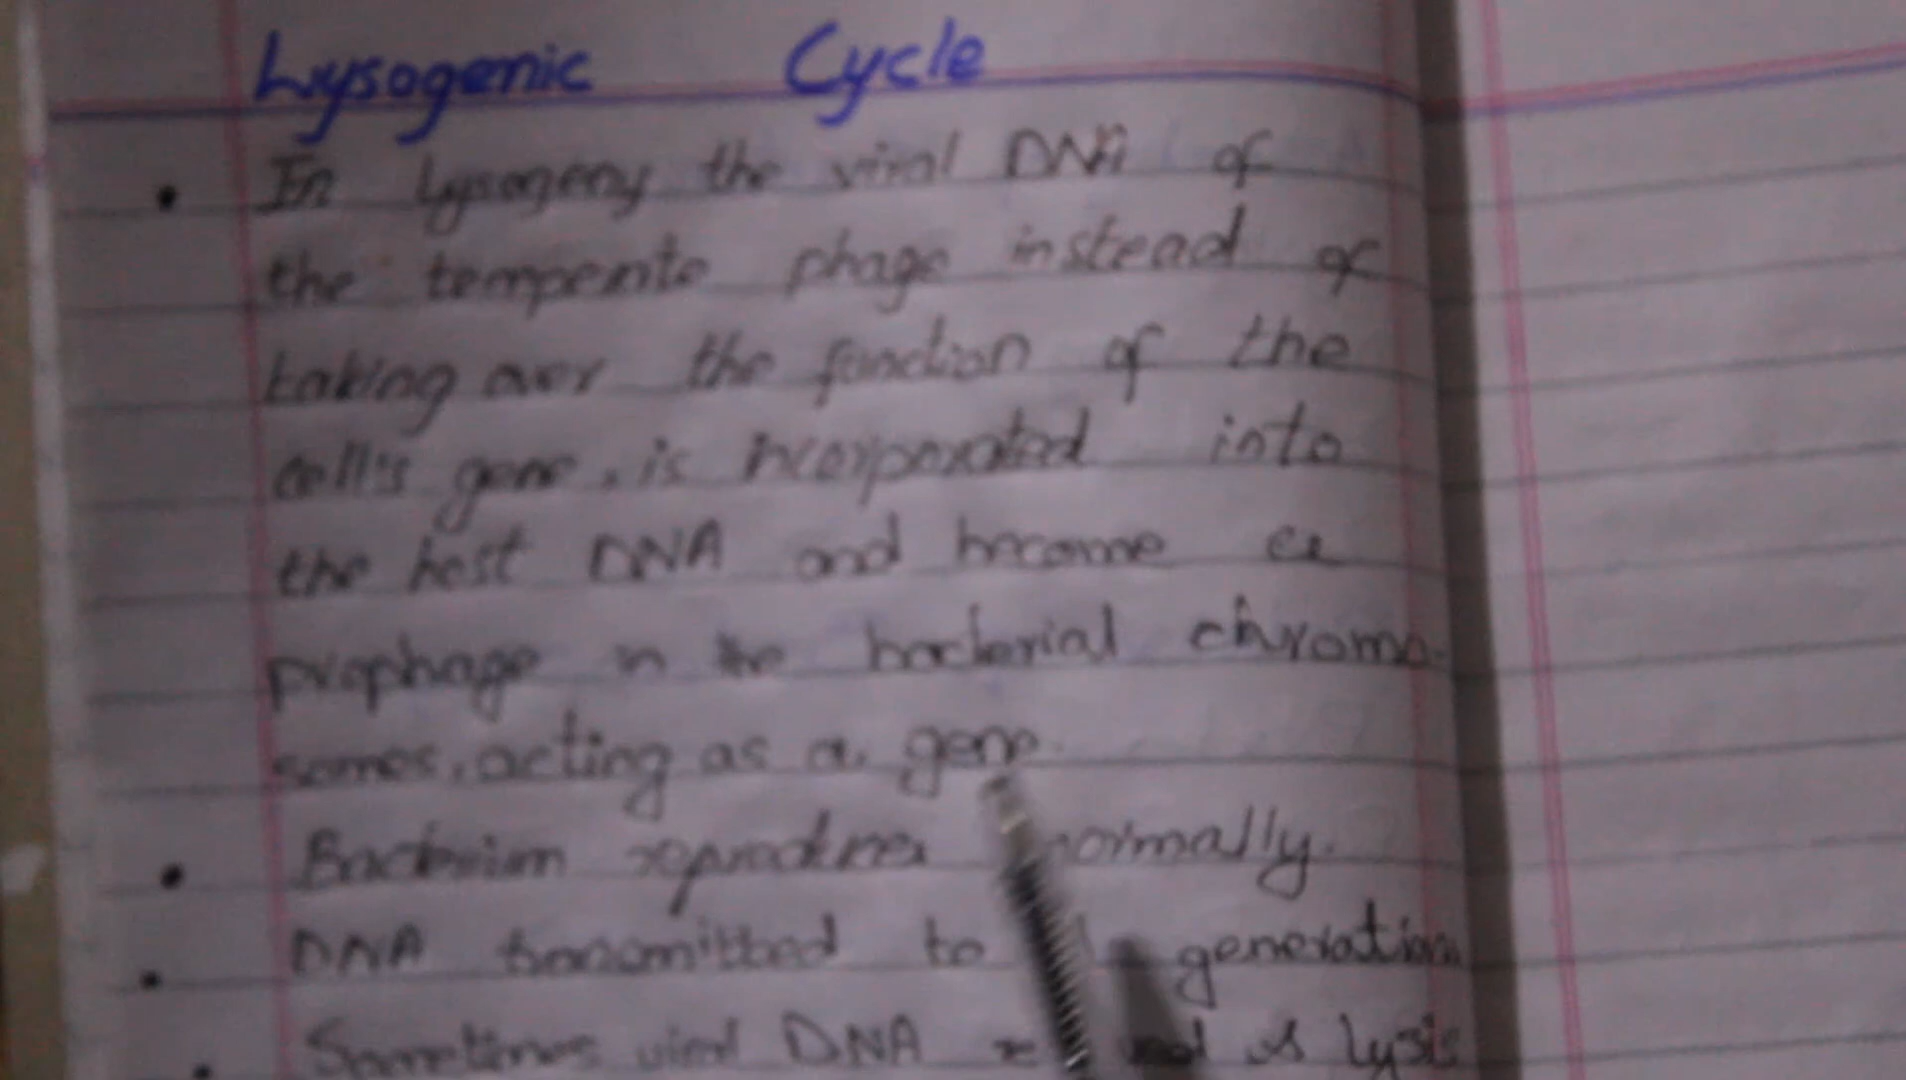 Lysogenic Cycle
• In lysogeny the viral DNA of
the temperate phage instead of
taking over the function of the
cell's gene, is incorporated into
the host DNA and become a
prophage in the bacterial chromo-
somes, acting as a gene.
• Bacterium reproduces normally.
• DNA transmitted to generation
• Sometimes viral DNA lysis